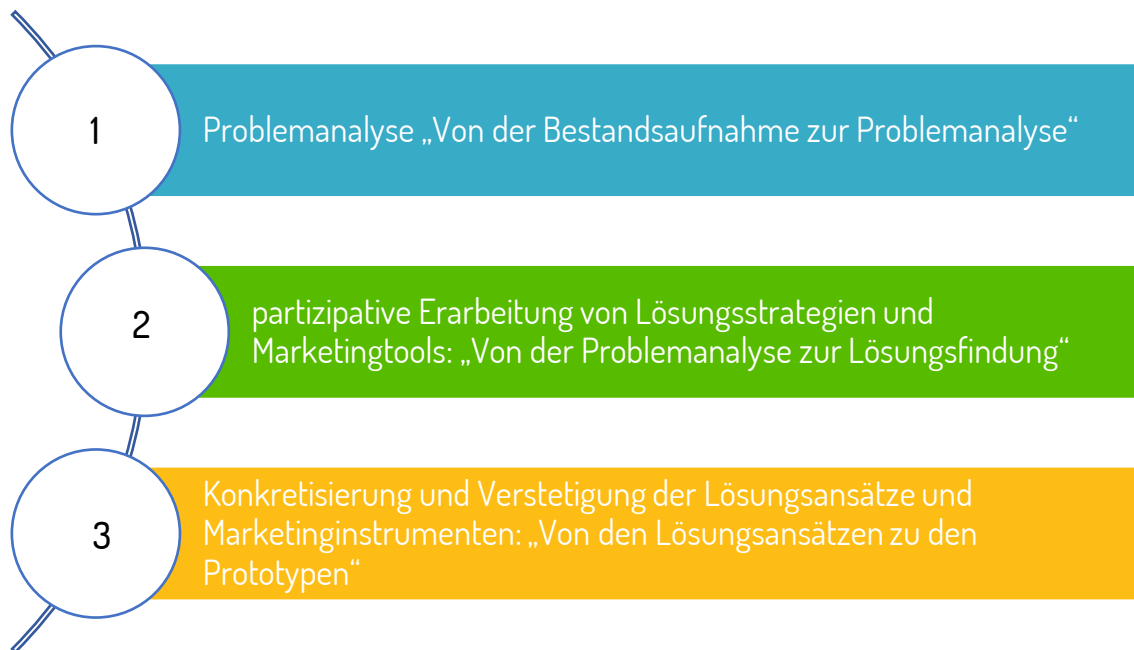 1
Problemanalyse „Von der Bestandsaufnahme zur Problemanalyse“
2
partizipative Erarbeitung von Lösungsstrategien und
Marketingtools: „Von der Problemanalyse zur Lösungsfindung“
3
Konkretisierung und Verstetigung der Lösungsansätze und
Marketinginstrumenten: „Von den Lösungsansätzen zu den
Prototypen“